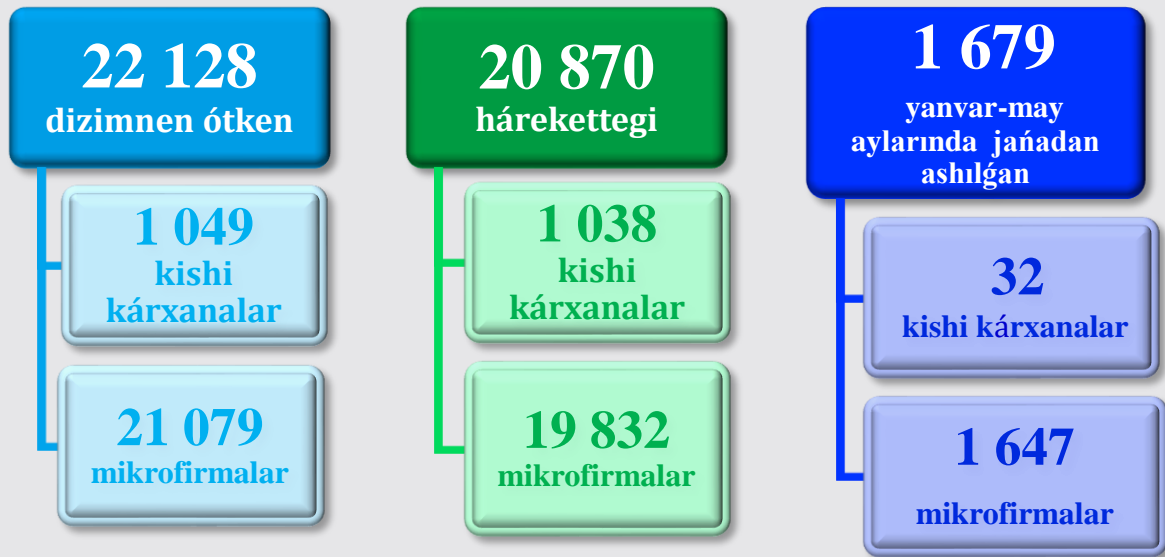 22 128
dizimnen ótken
1 049
kishi
kárxanalar
21 079
mikrofirmalar
20 870
hárekettegi
1 038
kishi
kárxanalar
19 832
mikrofirmalar
1 679
yanvar-may
aylarında jańadan
ashılǵan
32
kishi kárxanalar
1 647
mikrofirmalar